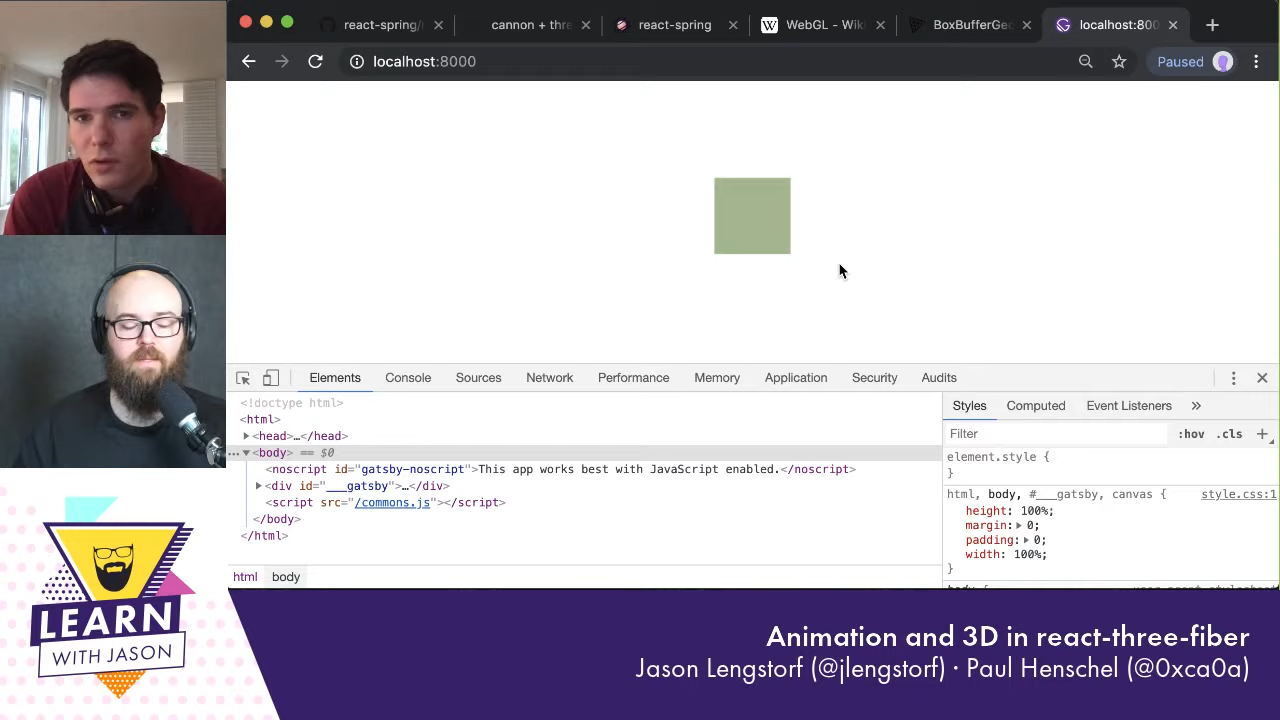 react-spring/
cannon + thre
react-spring
WebGL - Wiki
BoxBufferGeo
localhost:800
localhost:8000
Paused
Elements
Console
Sources
Network
Performance
Memory
Application
Security
Audits
<!doctype html>
<html>
<head>…</head>
<body> == $0
<noscript id="gatsby-noscript">This app works best with JavaScript enabled.</noscript>
<div id="___gatsby">…</div>
<script src="/commons.js"></script>
</body>
</html>
html body
Styles
Computed
Event Listeners
Filter
:hov .cls
element.style {
}
html, body, #___gatsby, canvas {
style.css:1
height: 100%;
margin: 0;
padding: 0;
width: 100%;
}
LEARN
WITH JASON
Animation and 3D in react-three-fiber
Jason Lengstorf (@jlengstorf) · Paul Henschel (@0xca0a)